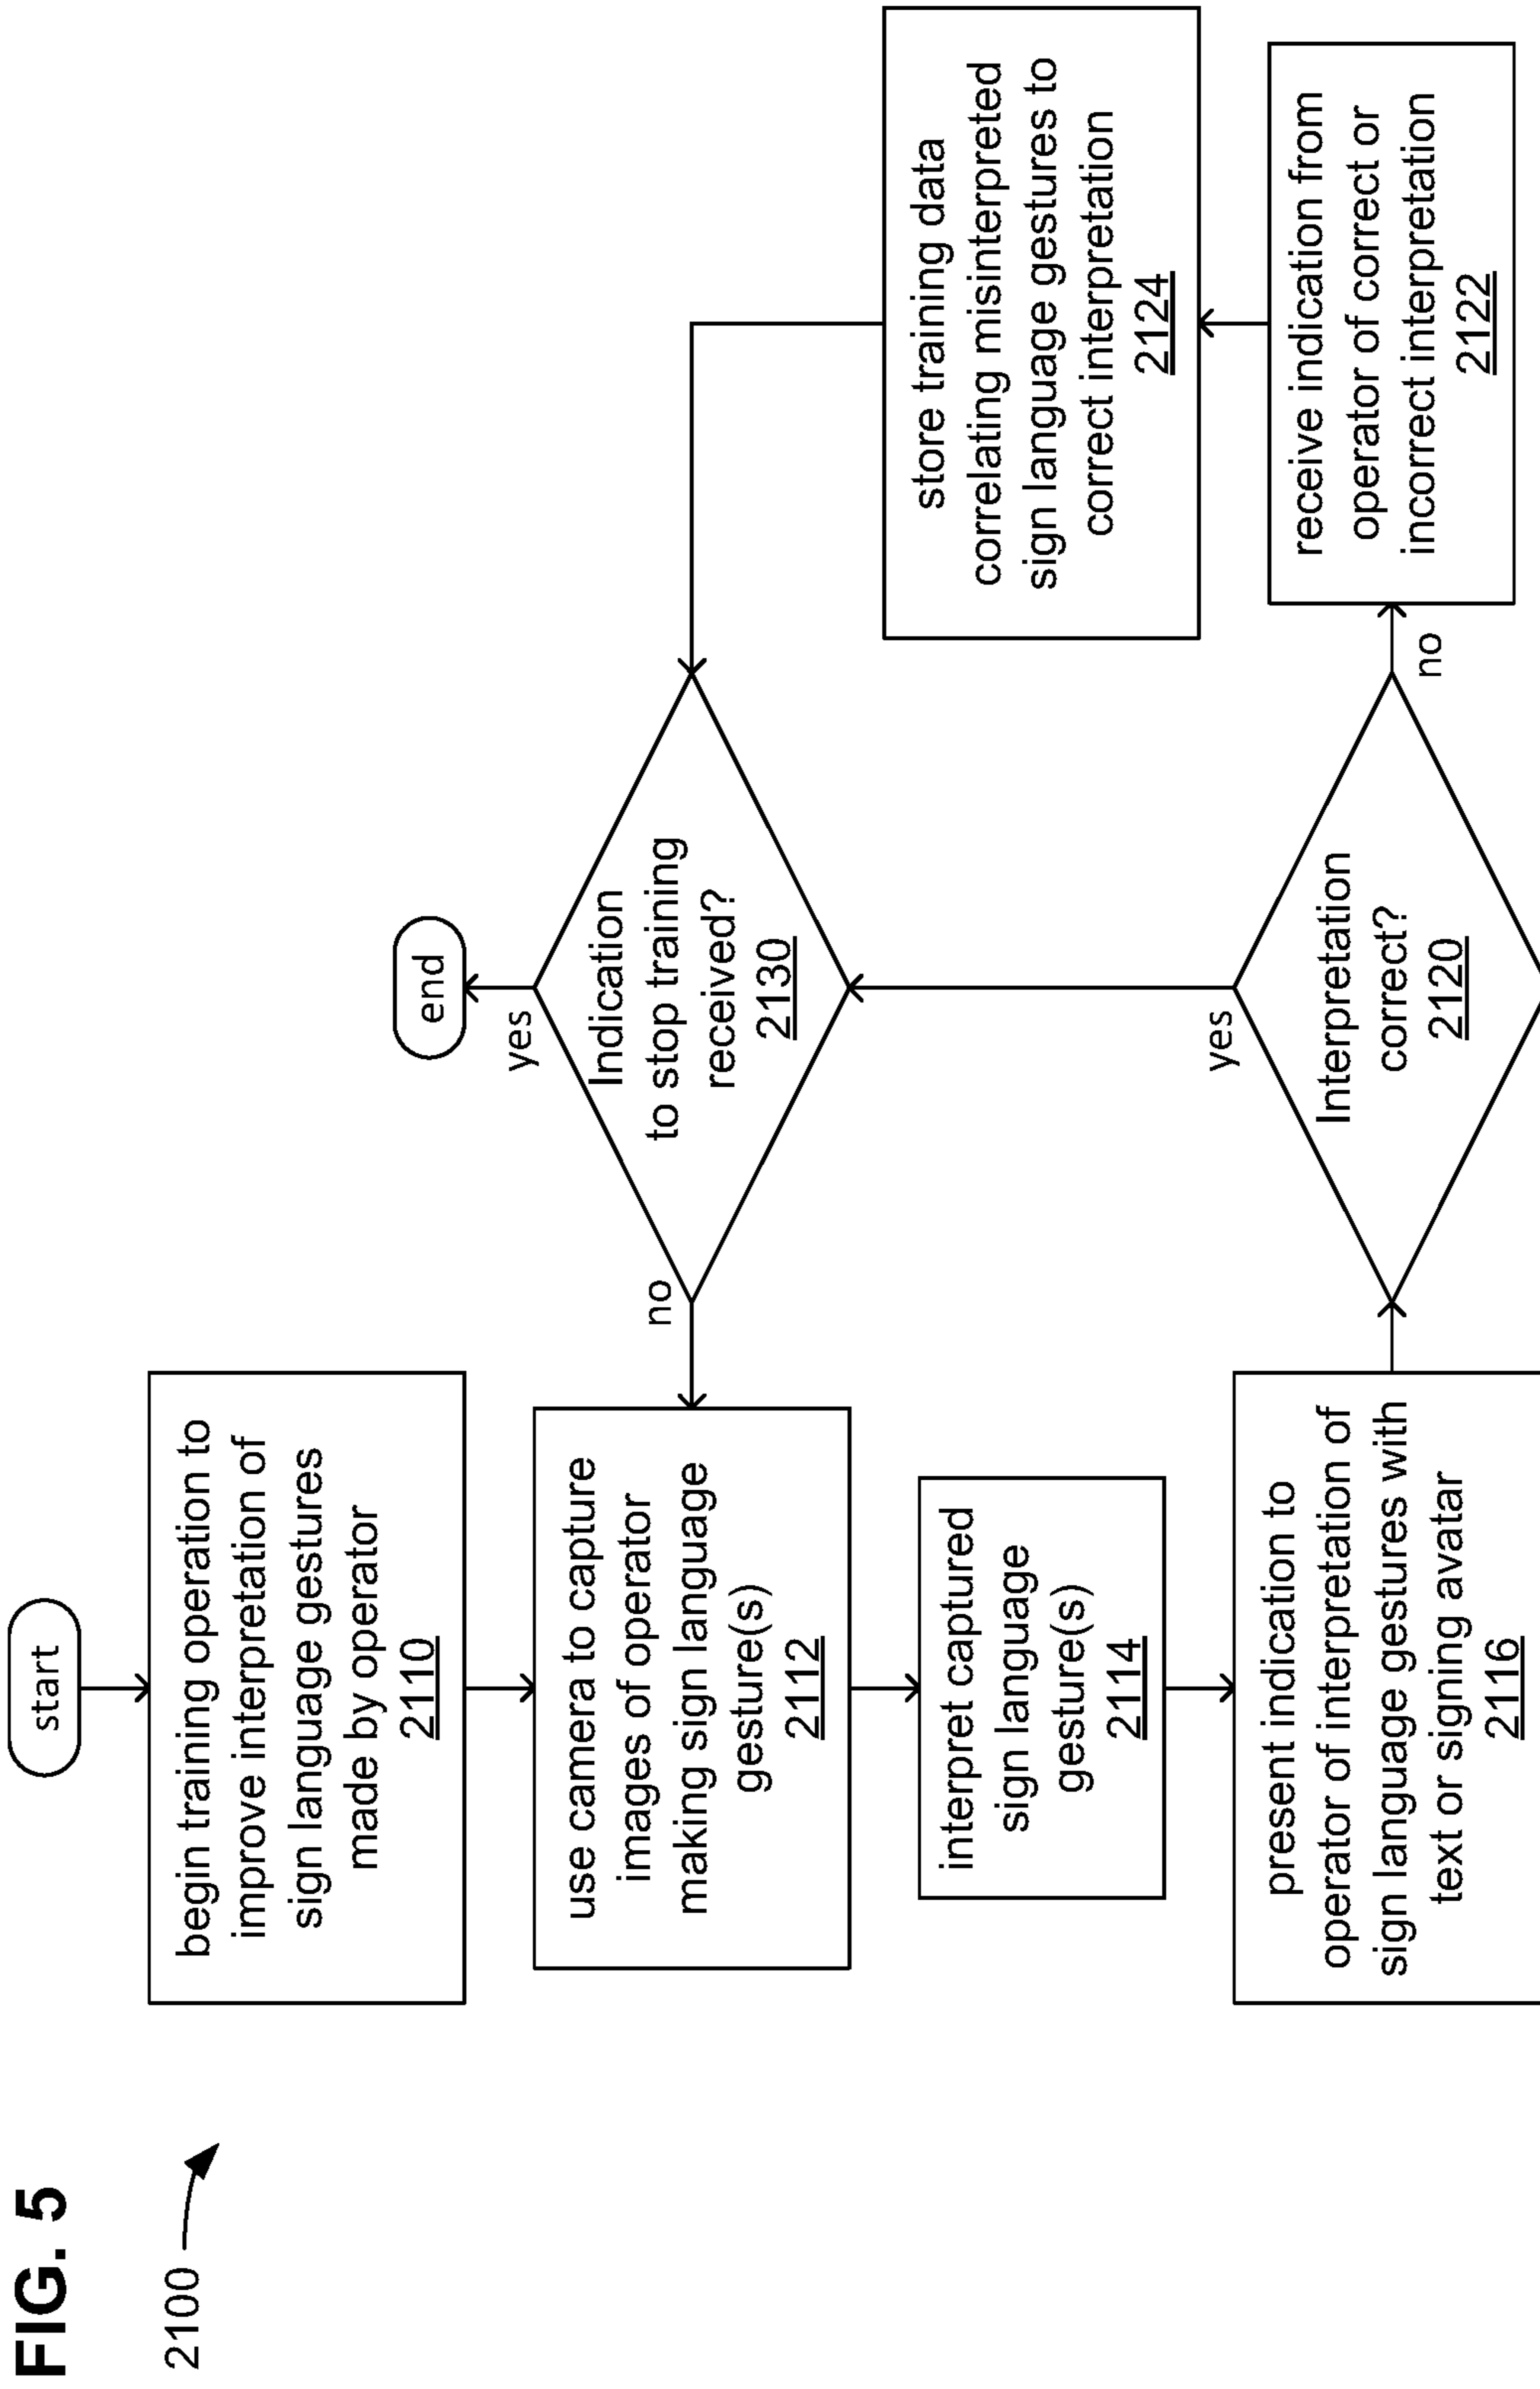 FIG. 5
2100
start
begin training operation to
improve interpretation of
sign language gestures
made by operator
2110
use camera to capture
images of operator
making sign language
gesture(s)
2112
interpret captured
sign language
gesture(s)
2114
present indication to
operator of interpretation of
sign language gestures with
text or signing avatar
2116
Interpretation
correct?
2120
yes
no
receive indication from
operator of correct or
incorrect interpretation
2122
store training data
correlating misinterpreted
sign language gestures to
correct interpretation
2124
Indication
to stop training
received?
2130
no
yes
end